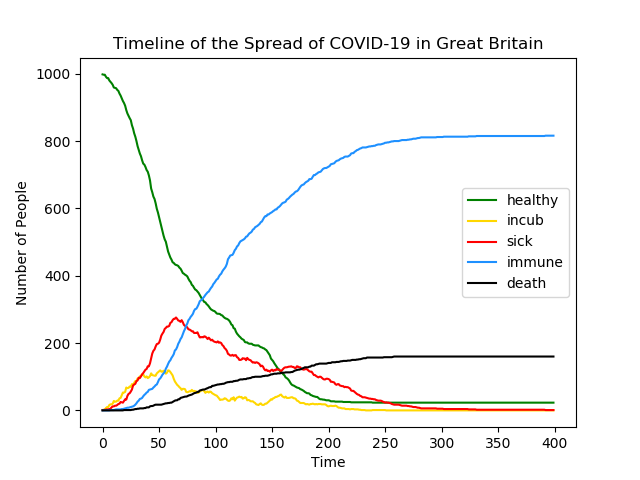 Timeline of the Spread of COVID-19 in Great Britain
1000
800
600
400
200
0
Number of People
healthy
incub
sick
immune
death
0 50 100 150 200 250 300 350 400
Time